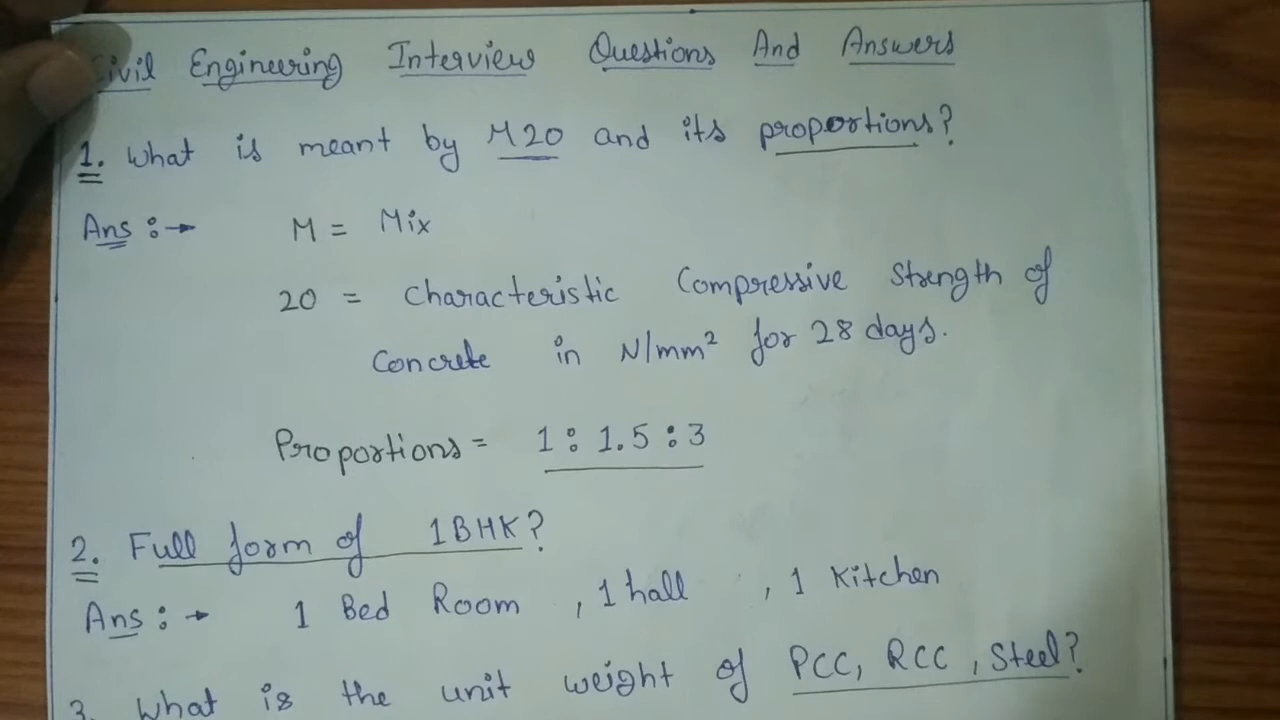 Civil Engineering Interview Questions And Answers
1. What is meant by M20 and its proportions?
Ans :→ M = Mix
20 = Characteristic Compressive Strength of
Concrete in N/mm² for 28 days.
Proportions = 1 : 1.5 : 3
2. Full form of 1BHK?
Ans :→ 1 Bed Room , 1 hall , 1 Kitchen
3. What is the unit weight of PCC, RCC , Steel?